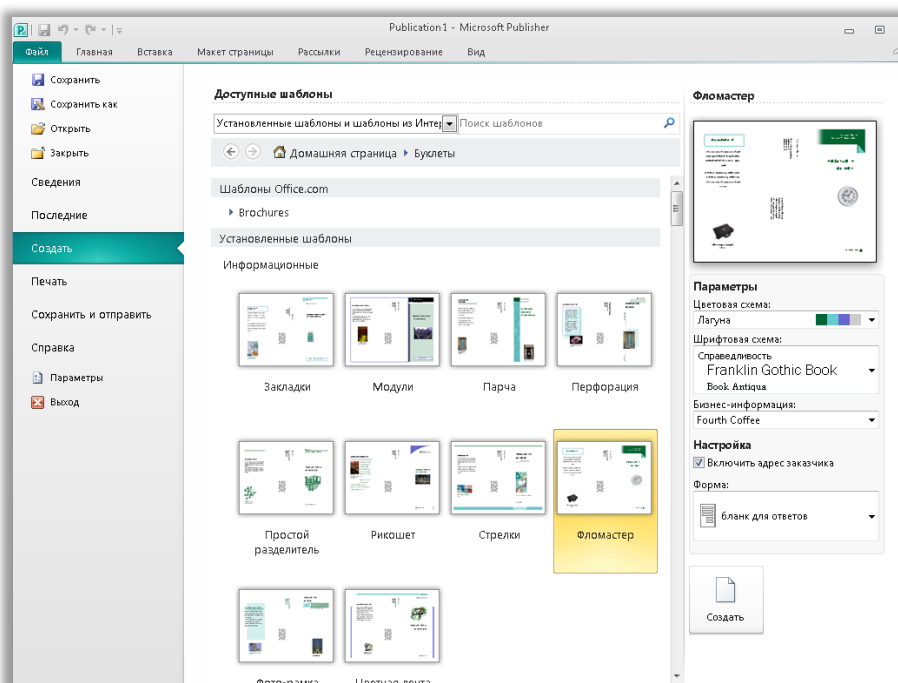 Publication1 - Microsoft Publisher
Файл Главная Вставка Макет страницы Рассылки Рецензирование Вид
Сохранить
Сохранить как
Открыть
Закрыть
Сведения
Последние
Создать
Печать
Сохранить и отправить
Справка
Параметры
Выход
Доступные шаблоны
Установленные шаблоны и шаблоны из Интер
Поиск шаблонов
Домашняя страница
Буклеты
Шаблоны Office.com
Brochures
Установленные шаблоны
Информационные
Закладки Модули Парча Перфорация
Простой
разделитель
Рикошет Стрелки Фломастер
Фото-рамка Цветная лента
Фломастер
Параметры
Цветовая схема:
Лагуна
Шрифтовая схема:
Справедливость
Franklin Gothic Book
Book Antiqua
Бизнес-информация:
Fourth Coffee
Настройка
Включить адрес заказчика
Форма:
бланк для ответов
Создать